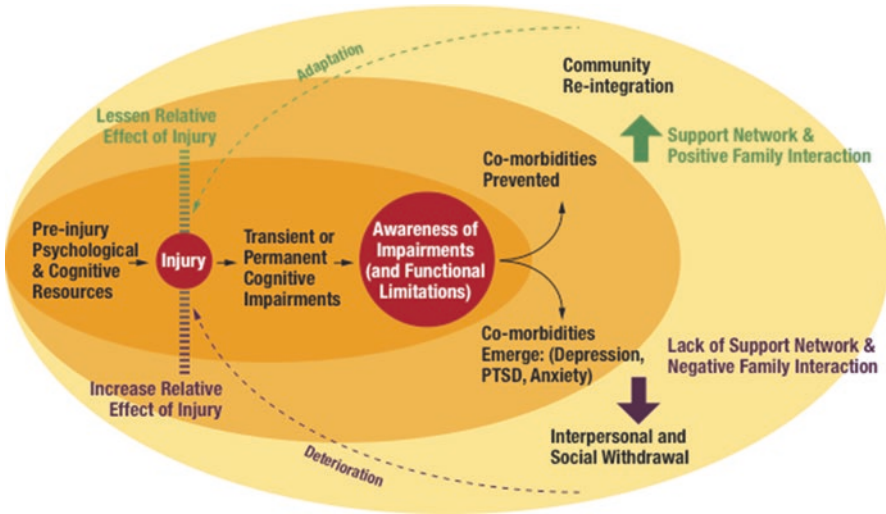 Adaptation
Community
Re-integration
Lessen Relative
Effect of Injury
Support Network &
Positive Family Interaction
Co-morbidities
Prevented
Pre-injury
Psychological
& Cognitive
Resources
Injury
Transient or
Permanent
Cognitive
Impairments
Awareness of
Impairments
(and Functional
Limitations)
Co-morbidities
Emerge: (Depression,
PTSD, Anxiety)
Lack of Support Network &
Negative Family Interaction
Increase Relative
Effect of Injury
Interpersonal and
Social Withdrawal
Deterioration